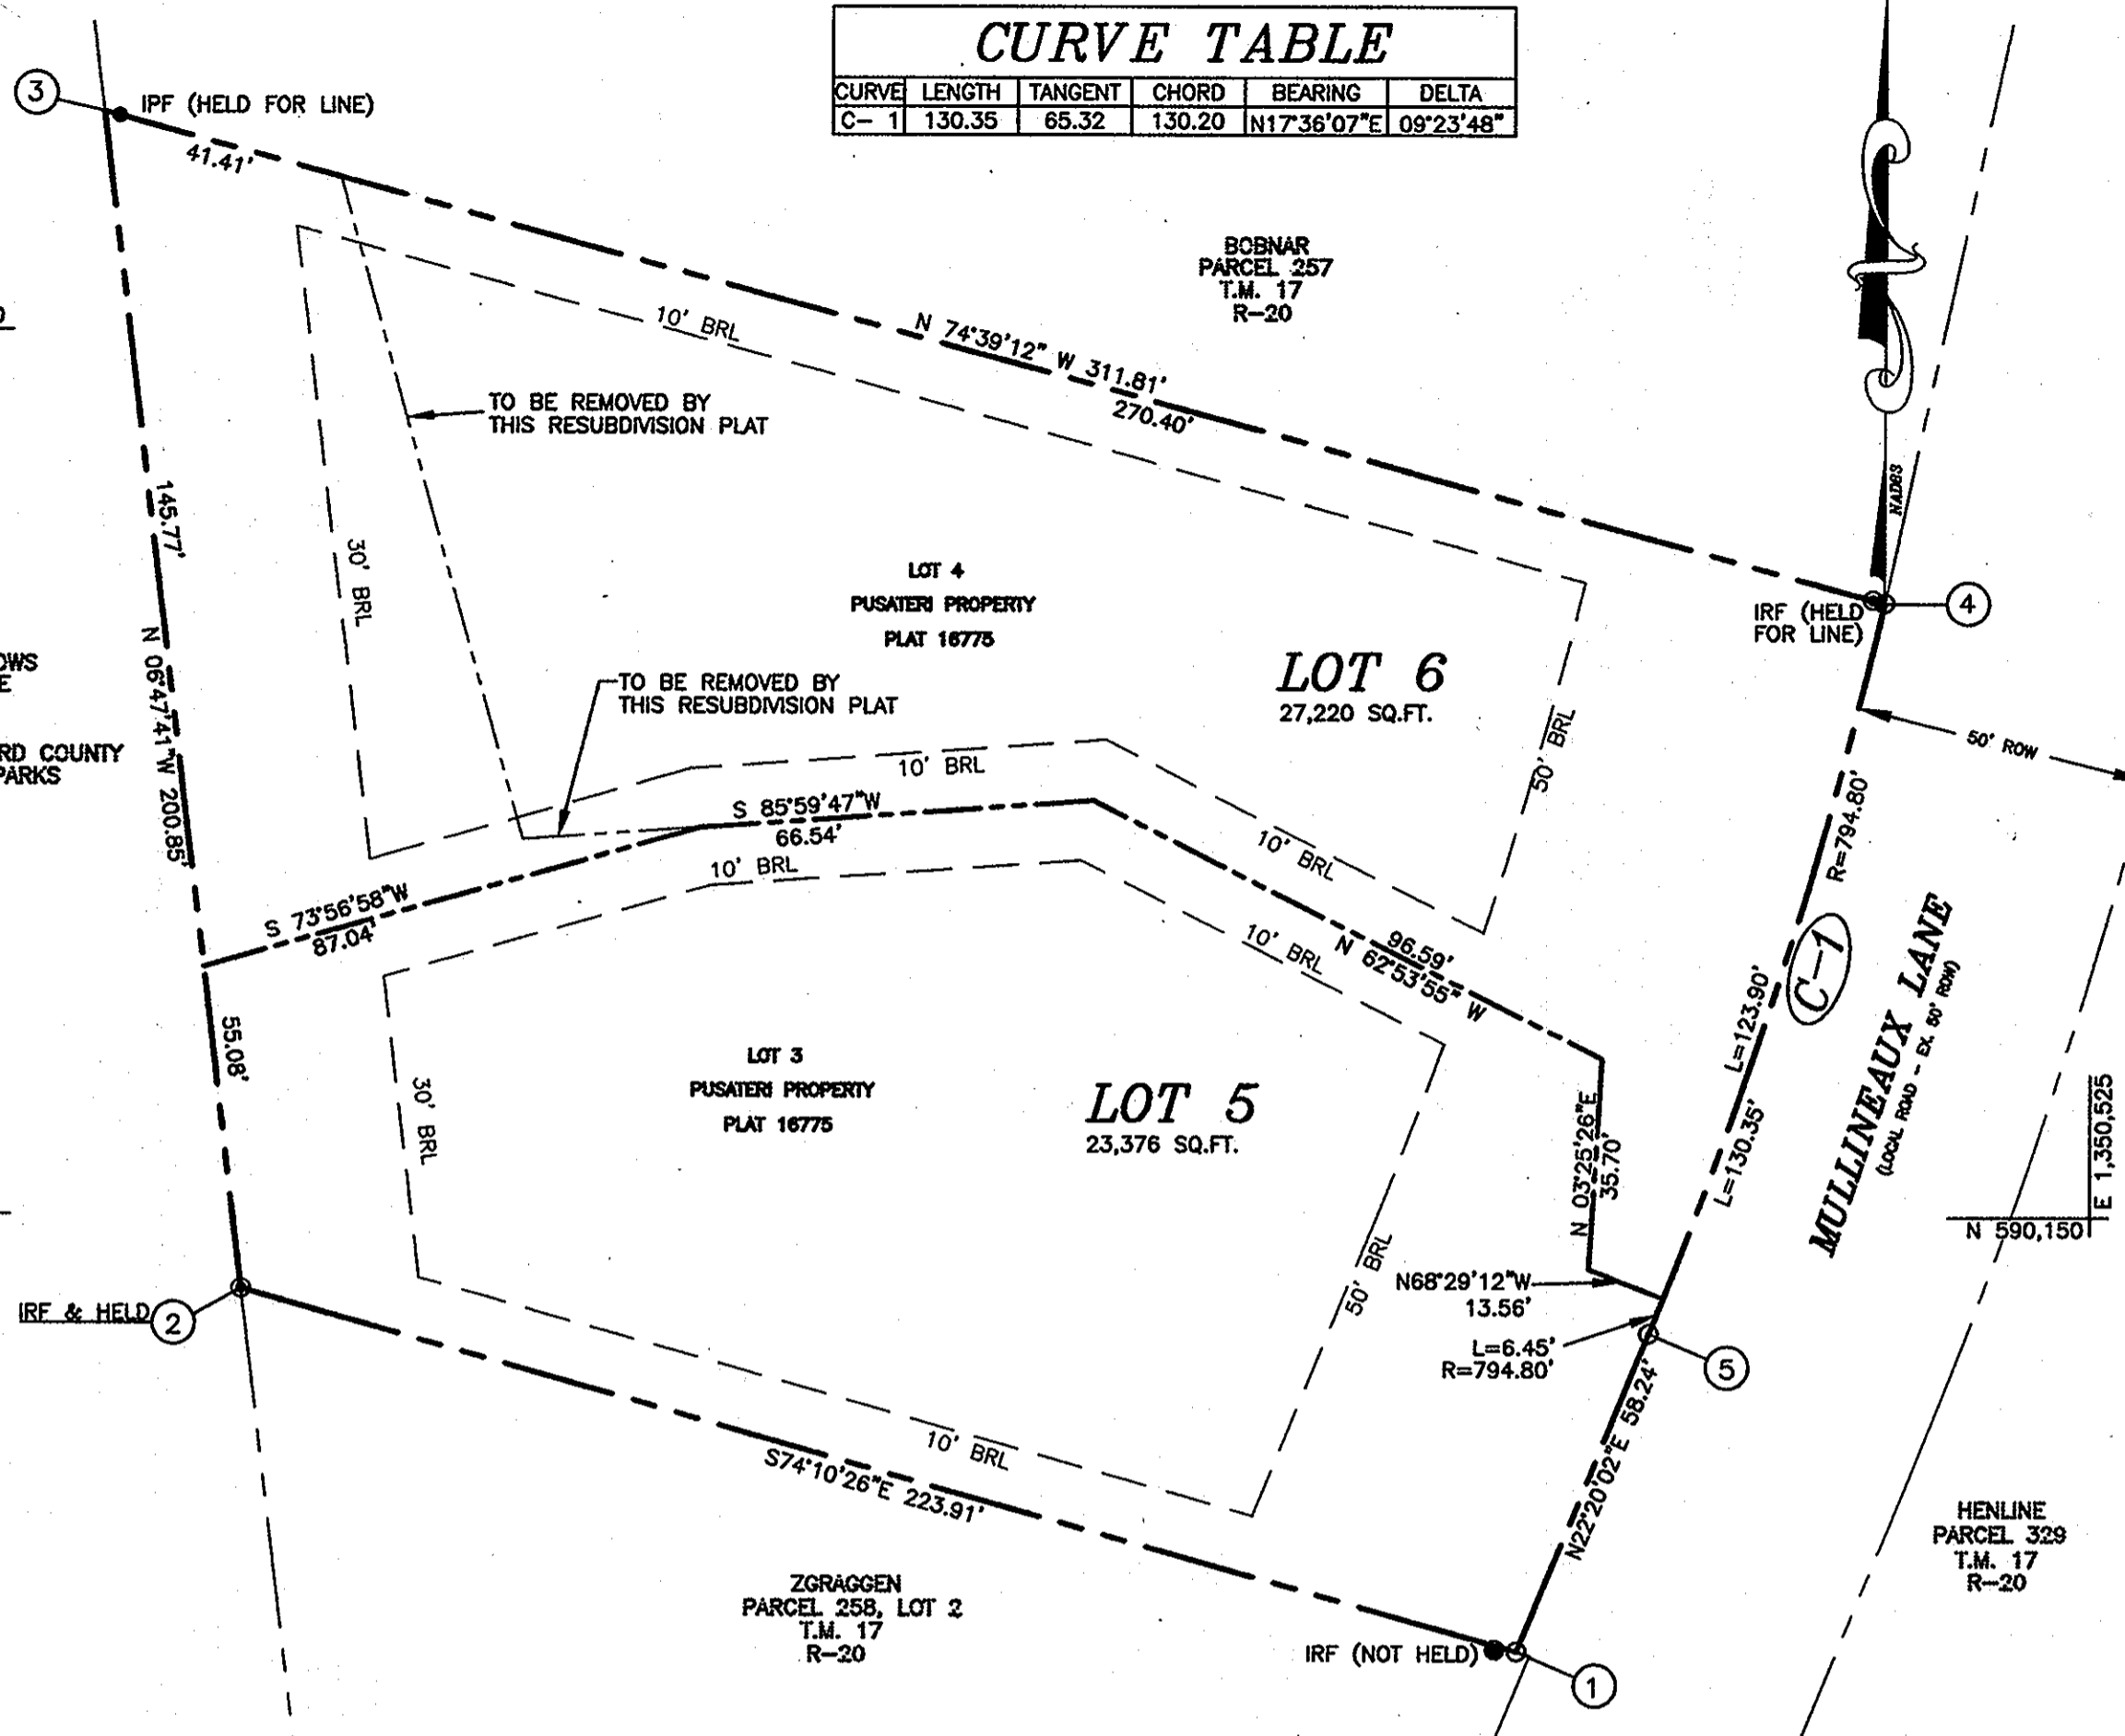 CURVE TABLE
CURVE LENGTH TANGENT CHORD BEARING DELTA
C- 1 130.35 65.32 130.20 N17°36'07"E 09°23'48"
3
IPF (HELD FOR LINE)
41.41'
BOBNAR
PARCEL 257
T.M. 17
R-20
10' BRL
N 74°39'12" W 311.81'
270.40'
TO BE REMOVED BY
THIS RESUBDIVISION PLAT
NAD83
145.77'
N 06°47'41"W 200.85'
30' BRL
LOT 4
PUSATERI PROPERTY
PLAT 16775
IRF (HELD
FOR LINE)
4
LOT 6
27,220 SQ.FT.
TO BE REMOVED BY
THIS RESUBDIVISION PLAT
OWS
E
RD COUNTY
PARKS
50' BRL
50' ROW
10' BRL
S 85°59'47"W
66.54'
10' BRL
10' BRL
R=794.80'
S 73°56'58"W
87.04'
10' BRL
96.59'
N 62°53'55" W
C-1
L=123.90'
L=130.35'
MULLINEAUX LANE
(LOCAL ROAD - EX. 50' ROW)
55.08'
30' BRL
LOT 3
PUSATERI PROPERTY
PLAT 16775
LOT 5
23,376 SQ.FT.
N 03°25'26"E
35.70'
E 1,350,525
N 590,150
50' BRL
N68°29'12"W
13.56'
L=6.45'
R=794.80'
5
IRF & HELD
2
N22°20'02"E 58.24'
10' BRL
S74°10'26"E 223.91'
HENLINE
PARCEL 329
T.M. 17
R-20
ZGRAGGEN
PARCEL 258, LOT 2
T.M. 17
R-20
IRF (NOT HELD)
1